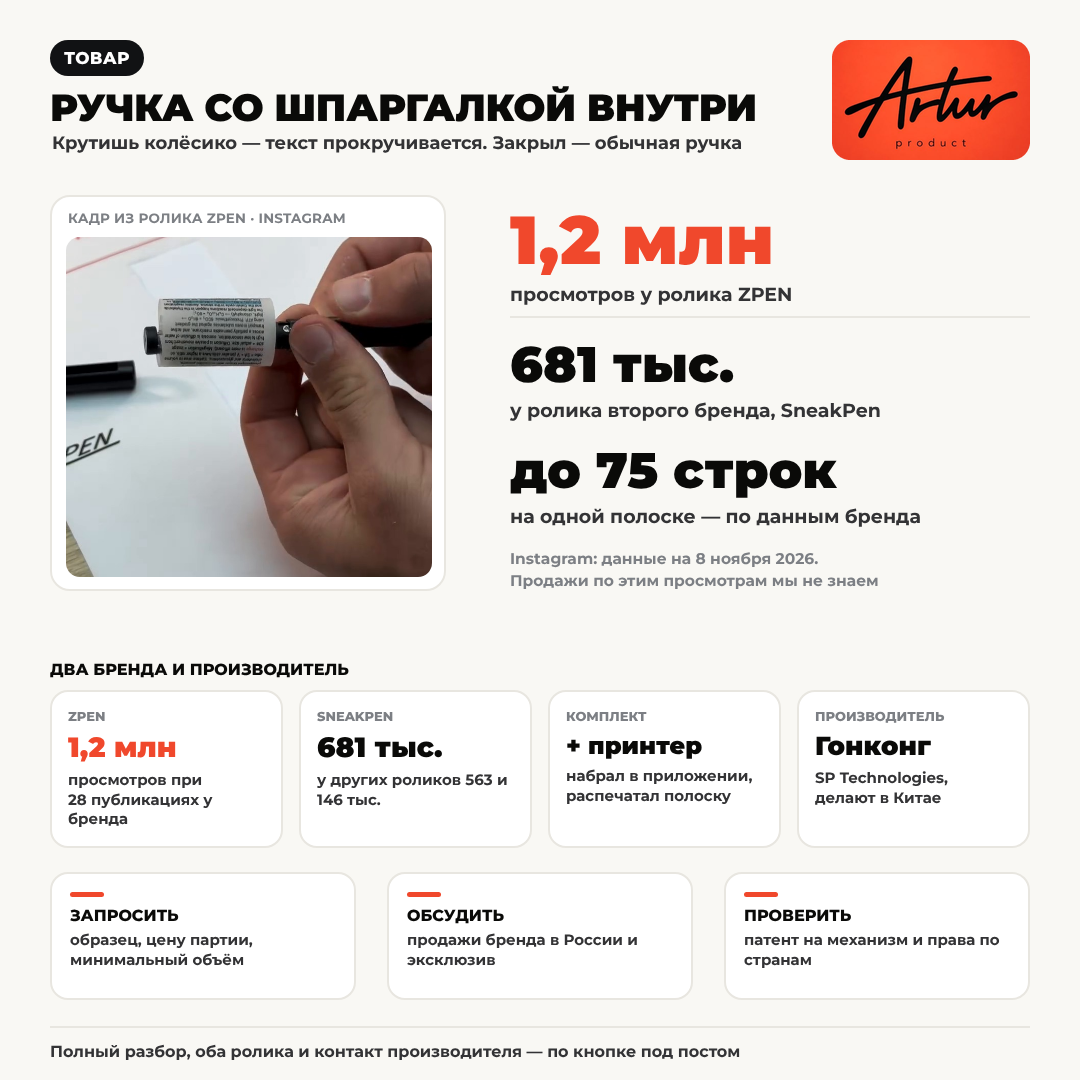 ТОВАР
РУЧКА СО ШПАРГАЛКОЙ ВНУТРИ
Крутишь колёсико — текст прокручивается. Закрыл — обычная ручка
Artur
product
КАДР ИЗ РОЛИКА ZPEN · INSTAGRAM
PEN
1,2 млн
просмотров у ролика ZPEN
681 тыс.
у ролика второго бренда, SneakPen
до 75 строк
на одной полоске — по данным бренда
Instagram: данные на 8 ноября 2026.
Продажи по этим просмотрам мы не знаем
ДВА БРЕНДА И ПРОИЗВОДИТЕЛЬ
ZPEN
1,2 млн
просмотров при
28 публикациях у
бренда
SNEAKPEN
681 тыс.
у других роликов 563 и
146 тыс.
КОМПЛЕКТ
+ принтер
набрал в приложении,
распечатал полоску
ПРОИЗВОДИТЕЛЬ
Гонконг
SP Technologies,
делают в Китае
ЗАПРОСИТЬ
образец, цену партии,
минимальный объём
ОБСУДИТЬ
продажи бренда в России и
эксклюзив
ПРОВЕРИТЬ
патент на механизм и права по
странам
Полный разбор, оба ролика и контакт производителя — по кнопке под постом